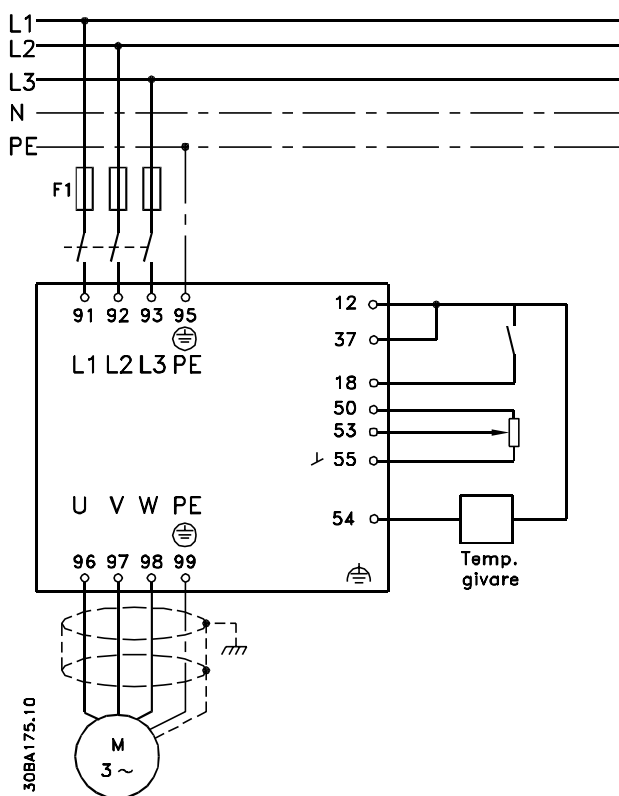 L1
L2
L3
N
PE
F1
91 92 93 95
L1 L2 L3 PE
12
37
18
50
53
55
54
U V W PE
96 97 98 99
Temp.
givare
M
3 ~
30BA175.10